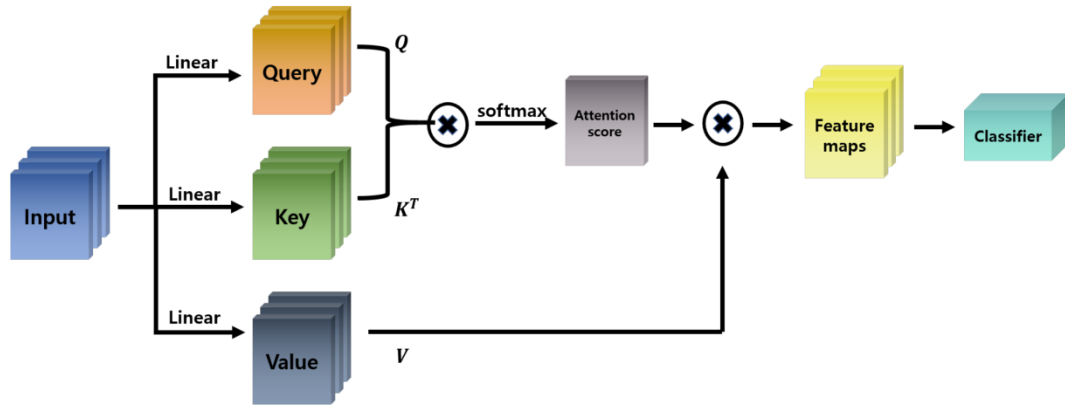 Linear
Query
Q
softmax
Attention
score
Feature
maps
Classifier
Input
Linear
Key
K^T
Linear
Value
V